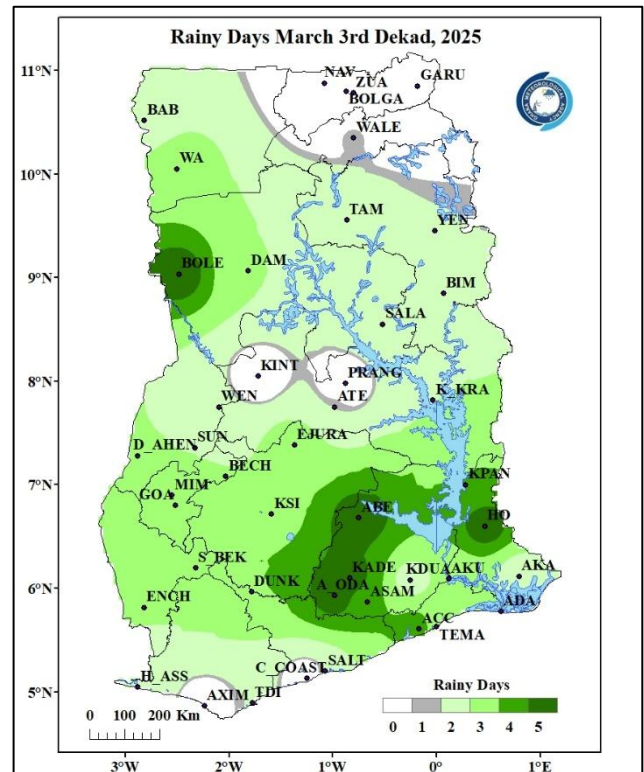 Rainy Days March 3rd Dekad, 2025
11°N
NAV
ZUA
GARU
BOLGA
BAB
WALE
10°N
WA
TAM
YEN
9°N
BOLE
DAM
BIM
SALA
8°N
KINT
PRANG
K_KRA
WEN
ATE
D_AHEN
SUN
EJURA
7°N
BECH
KPAN
GOA
MIM
KSI
ABE
HO
6°N
S_BEK
DUNK
KADE
KDUA
AKU
AKA
A_ODA
ASAM
ENCH
ADA
ACC
TEMA
5°N
H_ASS
C_COAST
SALT
AXIM
TDI
Rainy Days
0 1 2 3 4 5
0 100 200 Km
3°W 2°W 1°W 0° 1°E